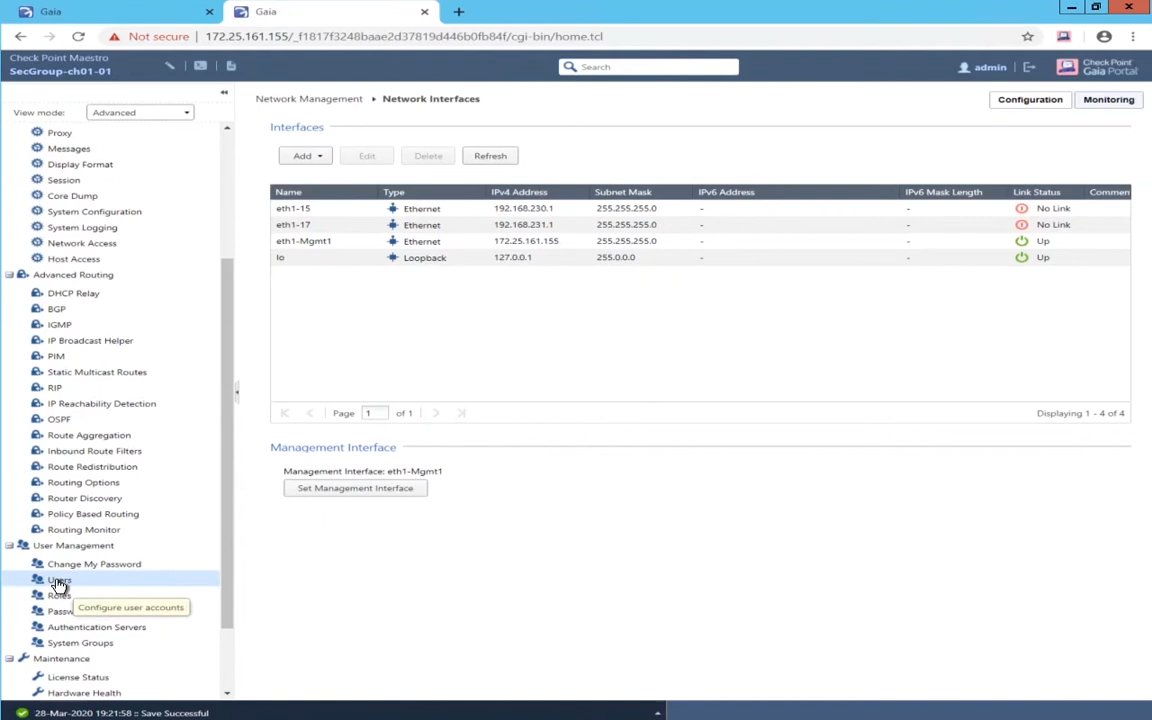 Gaia
Gaia
Not secure | 172.25.161.155/_f1817f3248baae2d37819d446b0fb84f/cgi-bin/home.tcl
Check Point Maestro
SecGroup-ch01-01
Search
admin
Check Point
Gaia Portal
View mode: Advanced
Proxy
Messages
Display Format
Session
Core Dump
System Configuration
System Logging
Network Access
Host Access
Advanced Routing
DHCP Relay
BGP
IGMP
IP Broadcast Helper
PIM
Static Multicast Routes
RIP
IP Reachability Detection
OSPF
Route Aggregation
Inbound Route Filters
Route Redistribution
Routing Options
Router Discovery
Policy Based Routing
Routing Monitor
User Management
Change My Password
Users
Roles
Configure user accounts
Passw
Authentication Servers
System Groups
Maintenance
License Status
Hardware Health
Network Management Network Interfaces
Configuration Monitoring
Interfaces
Add Edit Delete Refresh
Name Type IPv4 Address Subnet Mask IPv6 Address IPv6 Mask Length Link Status Commen
eth1-15 Ethernet 192.168.230.1 255.255.255.0 - - No Link
eth1-17 Ethernet 192.168.231.1 255.255.255.0 - - No Link
eth1-Mgmt1 Ethernet 172.25.161.155 255.255.255.0 - - Up
lo Loopback 127.0.0.1 255.0.0.0 - - Up
Page 1 of 1 Displaying 1 - 4 of 4
Management Interface
Management Interface: eth1-Mgmt1
Set Management Interface
28-Mar-2020 19:21:58 :: Save Successful